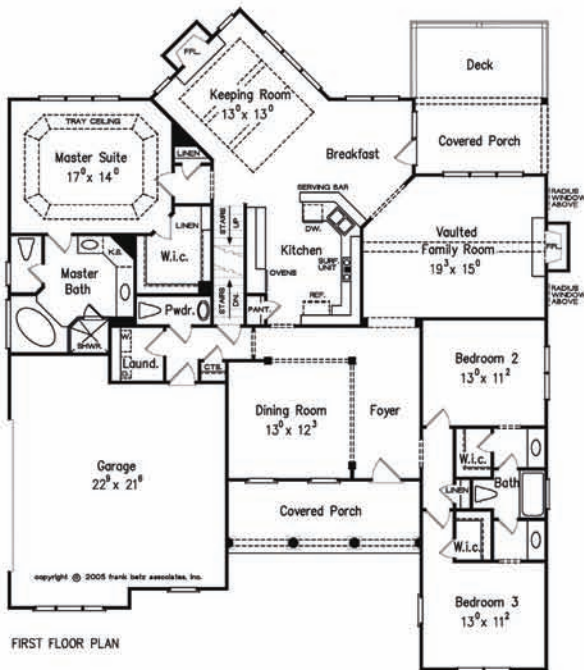 FPL.
Keeping Room
13⁰ x 13⁰
Deck
Covered Porch
TRAY CEILING
Master Suite
17⁰ x 14⁰
LINEN
Breakfast
SERVING BAR
DW.
RADIUS
WINDOW
ABOVE
Vaulted
Family Room
19³ x 15⁰
FPL.
RADIUS
WINDOW
ABOVE
LINEN
W.i.c.
STAIRS
UP
Kitchen
SURF.
UNIT
OVENS
REF.
PANT.
K.S.
Master
Bath
SHWR.
Pwdr.
STAIRS
DN.
W.
D.
Laund.
CTS.
Dining Room
13⁰ x 12³
Foyer
Bedroom 2
13⁰ x 11²
W.i.c.
Bath
LINEN
W.i.c.
Garage
22⁹ x 21⁶
Covered Porch
Bedroom 3
13⁰ x 11²
copyright © 2005 frank betz associates, inc.
FIRST FLOOR PLAN